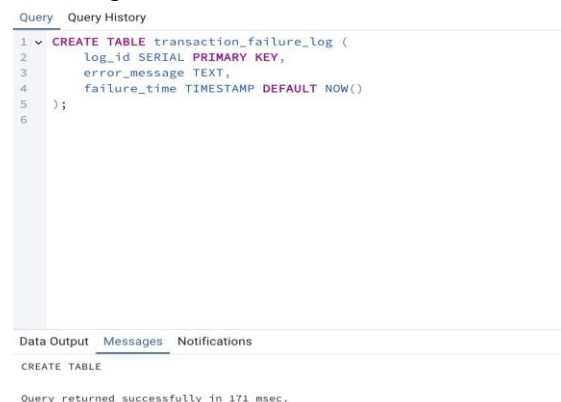 Query Query History
1 CREATE TABLE transaction_failure_log (
2 log_id SERIAL PRIMARY KEY,
3 error_message TEXT,
4 failure_time TIMESTAMP DEFAULT NOW()
5 );
6
Data Output Messages Notifications
CREATE TABLE
Query returned successfully in 171 msec.